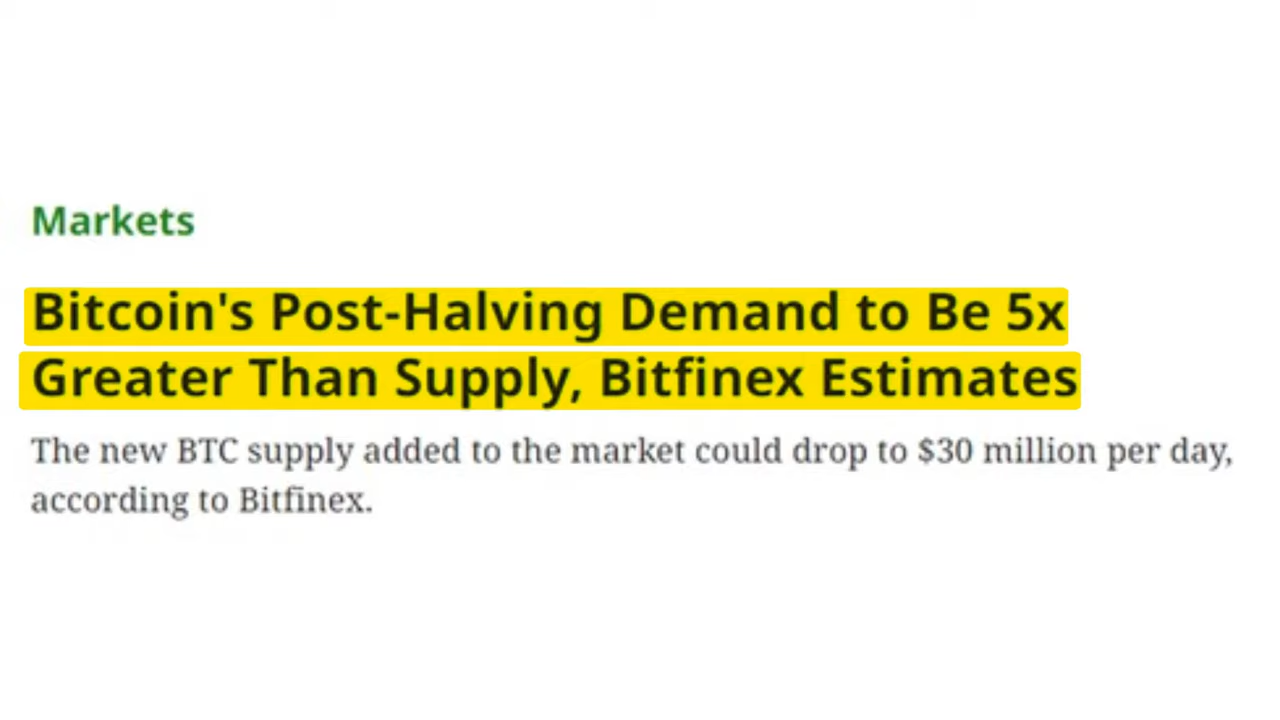 Markets
Bitcoin's Post-Halving Demand to Be 5x
Greater Than Supply, Bitfinex Estimates
The new BTC supply added to the market could drop to $30 million per day,
according to Bitfinex.